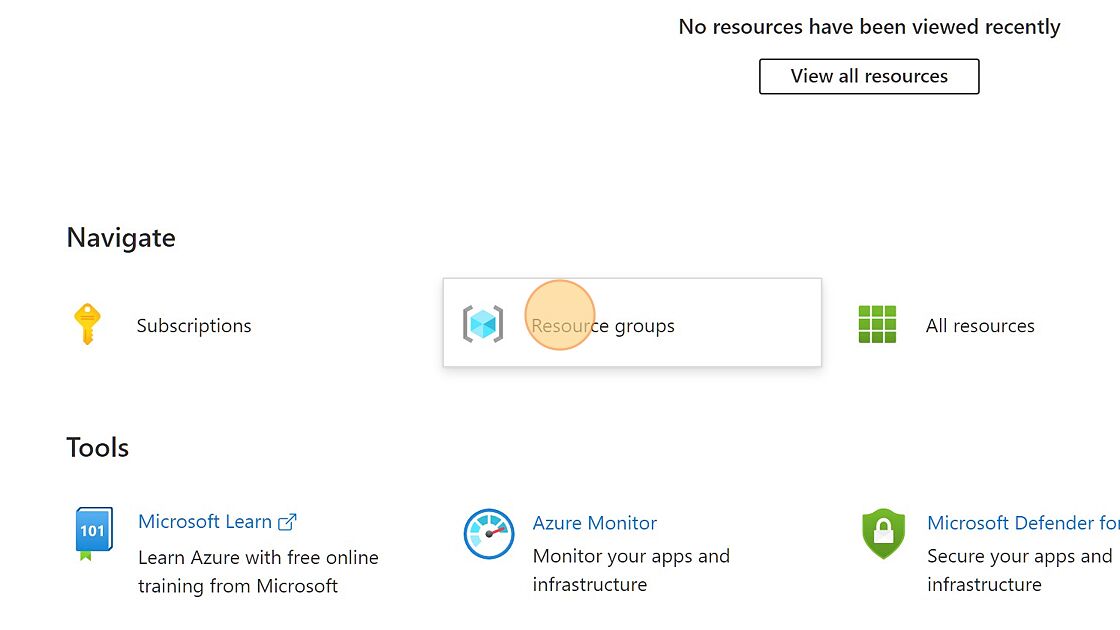 No resources have been viewed recently
View all resources
Navigate
Subscriptions
Resource groups
All resources
Tools
101
Microsoft Learn
Learn Azure with free online
training from Microsoft
Azure Monitor
Monitor your apps and
infrastructure
Microsoft Defender for
Secure your apps and
infrastructure